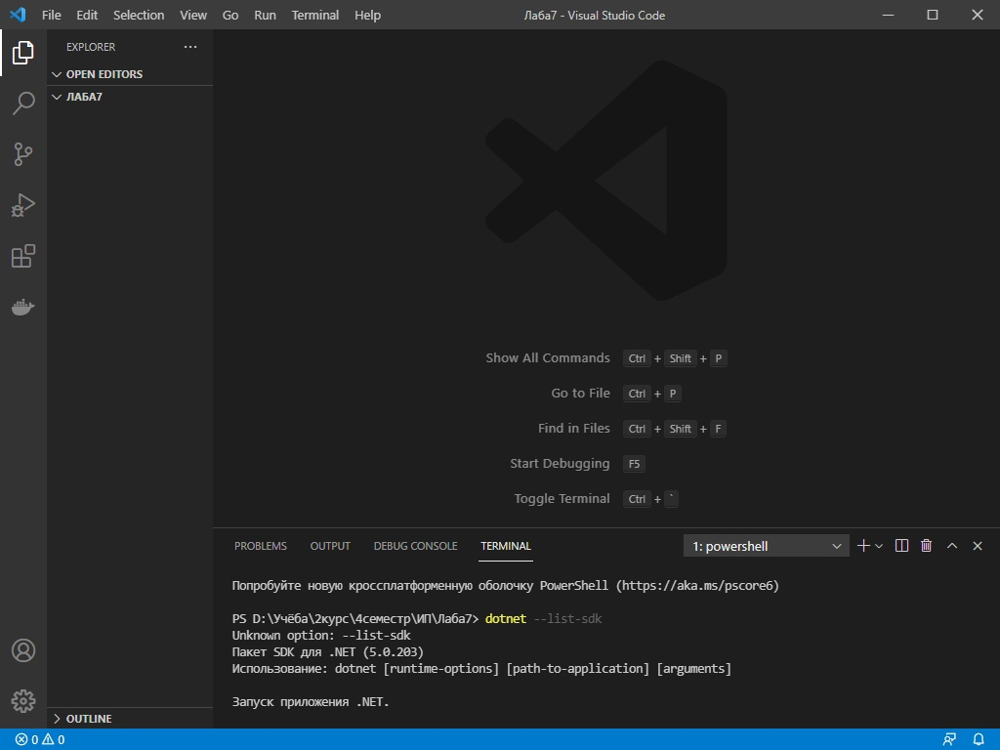 File Edit Selection View Go Run Terminal Help Лаба7 - Visual Studio Code
EXPLORER
OPEN EDITORS
ЛАБА7
Show All Commands Ctrl + Shift + P
Go to File Ctrl + P
Find in Files Ctrl + Shift + F
Start Debugging F5
Toggle Terminal Ctrl + `
PROBLEMS OUTPUT DEBUG CONSOLE TERMINAL 1: powershell
Попробуйте новую кроссплатформенную оболочку PowerShell (https://aka.ms/pscore6)
PS D:\Учёба\2курс\4семестр\ИП\Лаба7> dotnet --list-sdk
Unknown option: --list-sdk
Пакет SDK для .NET (5.0.203)
Использование: dotnet [runtime-options] [path-to-application] [arguments]
Запуск приложения .NET.
OUTLINE
0 0